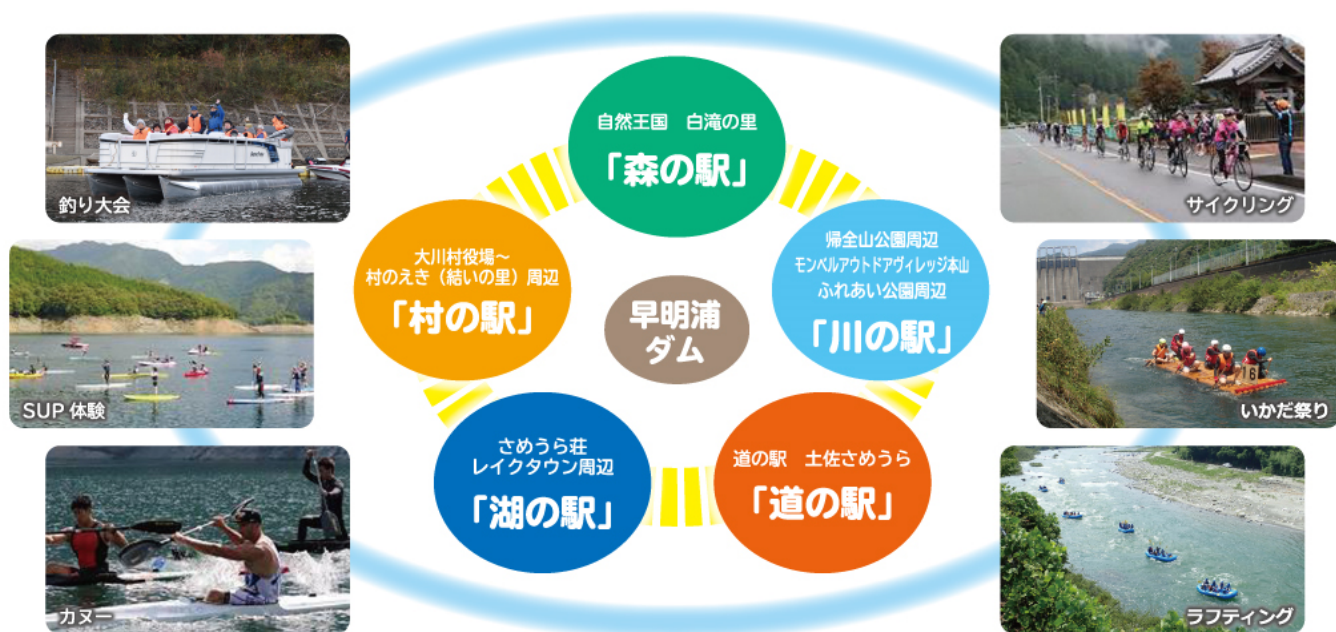 釣り大会
SUP 体験
カヌー
自然王国 白滝の里
「森の駅」
大川村役場～
村のえき（結いの里）周辺
「村の駅」
早明浦
ダム
帰全山公園周辺
モンベルアウトドアヴィレッジ本山
ふれあい公園周辺
「川の駅」
さめうら荘
レイクタウン周辺
「湖の駅」
道の駅 土佐さめうら
「道の駅」
サイクリング
16
いかだ祭り
ラフティング